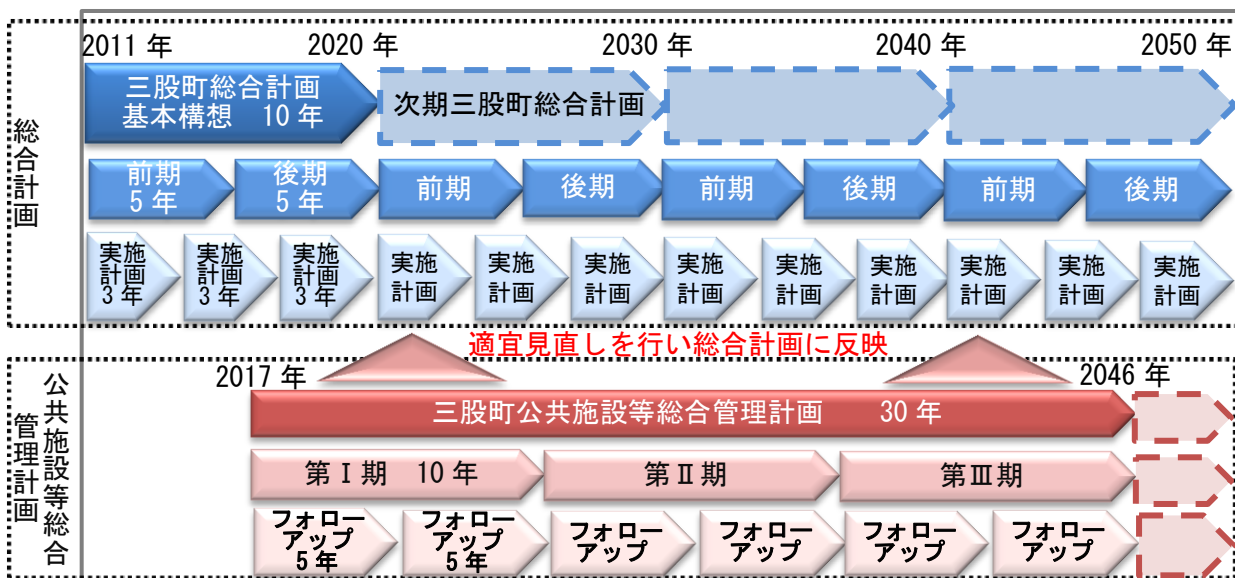 2011 年
2020 年
2030 年
2040 年
2050 年
総合計画
三股町総合計画
基本構想　10 年
次期三股町総合計画
前期
5 年
後期
5 年
前期
後期
前期
後期
前期
後期
実施
計画
3 年
実施
計画
3 年
実施
計画
3 年
実施
計画
実施
計画
実施
計画
実施
計画
実施
計画
実施
計画
実施
計画
実施
計画
実施
計画
適宜見直しを行い総合計画に反映
公共施設等総合
管理計画
2017 年
2046 年
三股町公共施設等総合管理計画　　30 年
第Ⅰ期　10 年
第Ⅱ期
第Ⅲ期
フォロー
アップ
5 年
フォロー
アップ
5 年
フォロー
アップ
フォロー
アップ
フォロー
アップ
フォロー
アップ